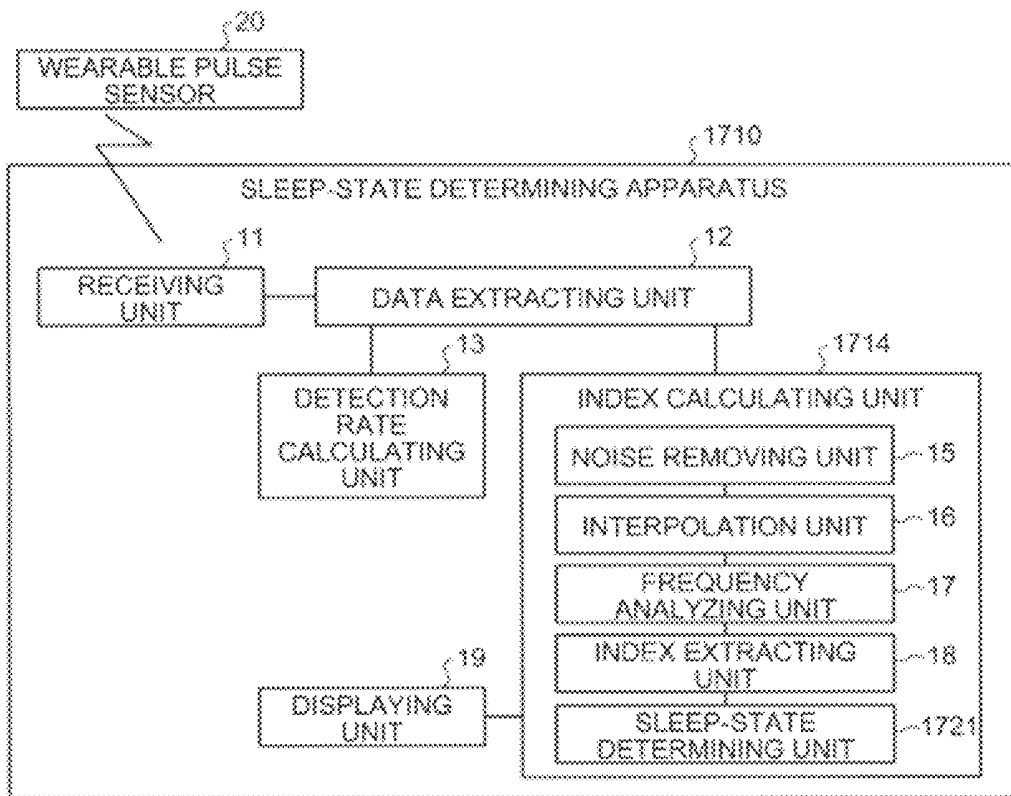 20
WEARABLE PULSE
SENSOR
1710
SLEEP-STATE DETERMINING APPARATUS
11
RECEIVING
UNIT
12
DATA EXTRACTING UNIT
13
DETECTION
RATE
CALCULATING
UNIT
1714
INDEX CALCULATING UNIT
NOISE REMOVING UNIT
15
INTERPOLATION UNIT
16
FREQUENCY
ANALYZING UNIT
17
INDEX EXTRACTING
UNIT
18
SLEEP-STATE
DETERMINING UNIT
1721
19
DISPLAYING
UNIT